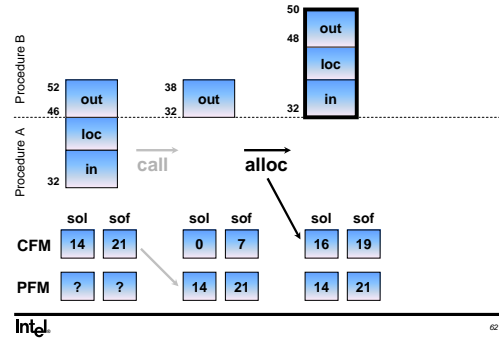 Procedure B
Procedure A
52
out
46
loc
in
32
38
out
32
50
out
48
loc
in
32
call
alloc
sol sof sol sof sol sof
CFM 14 21 0 7 16 19
PFM ? ? 14 21 14 21
Intel® 62